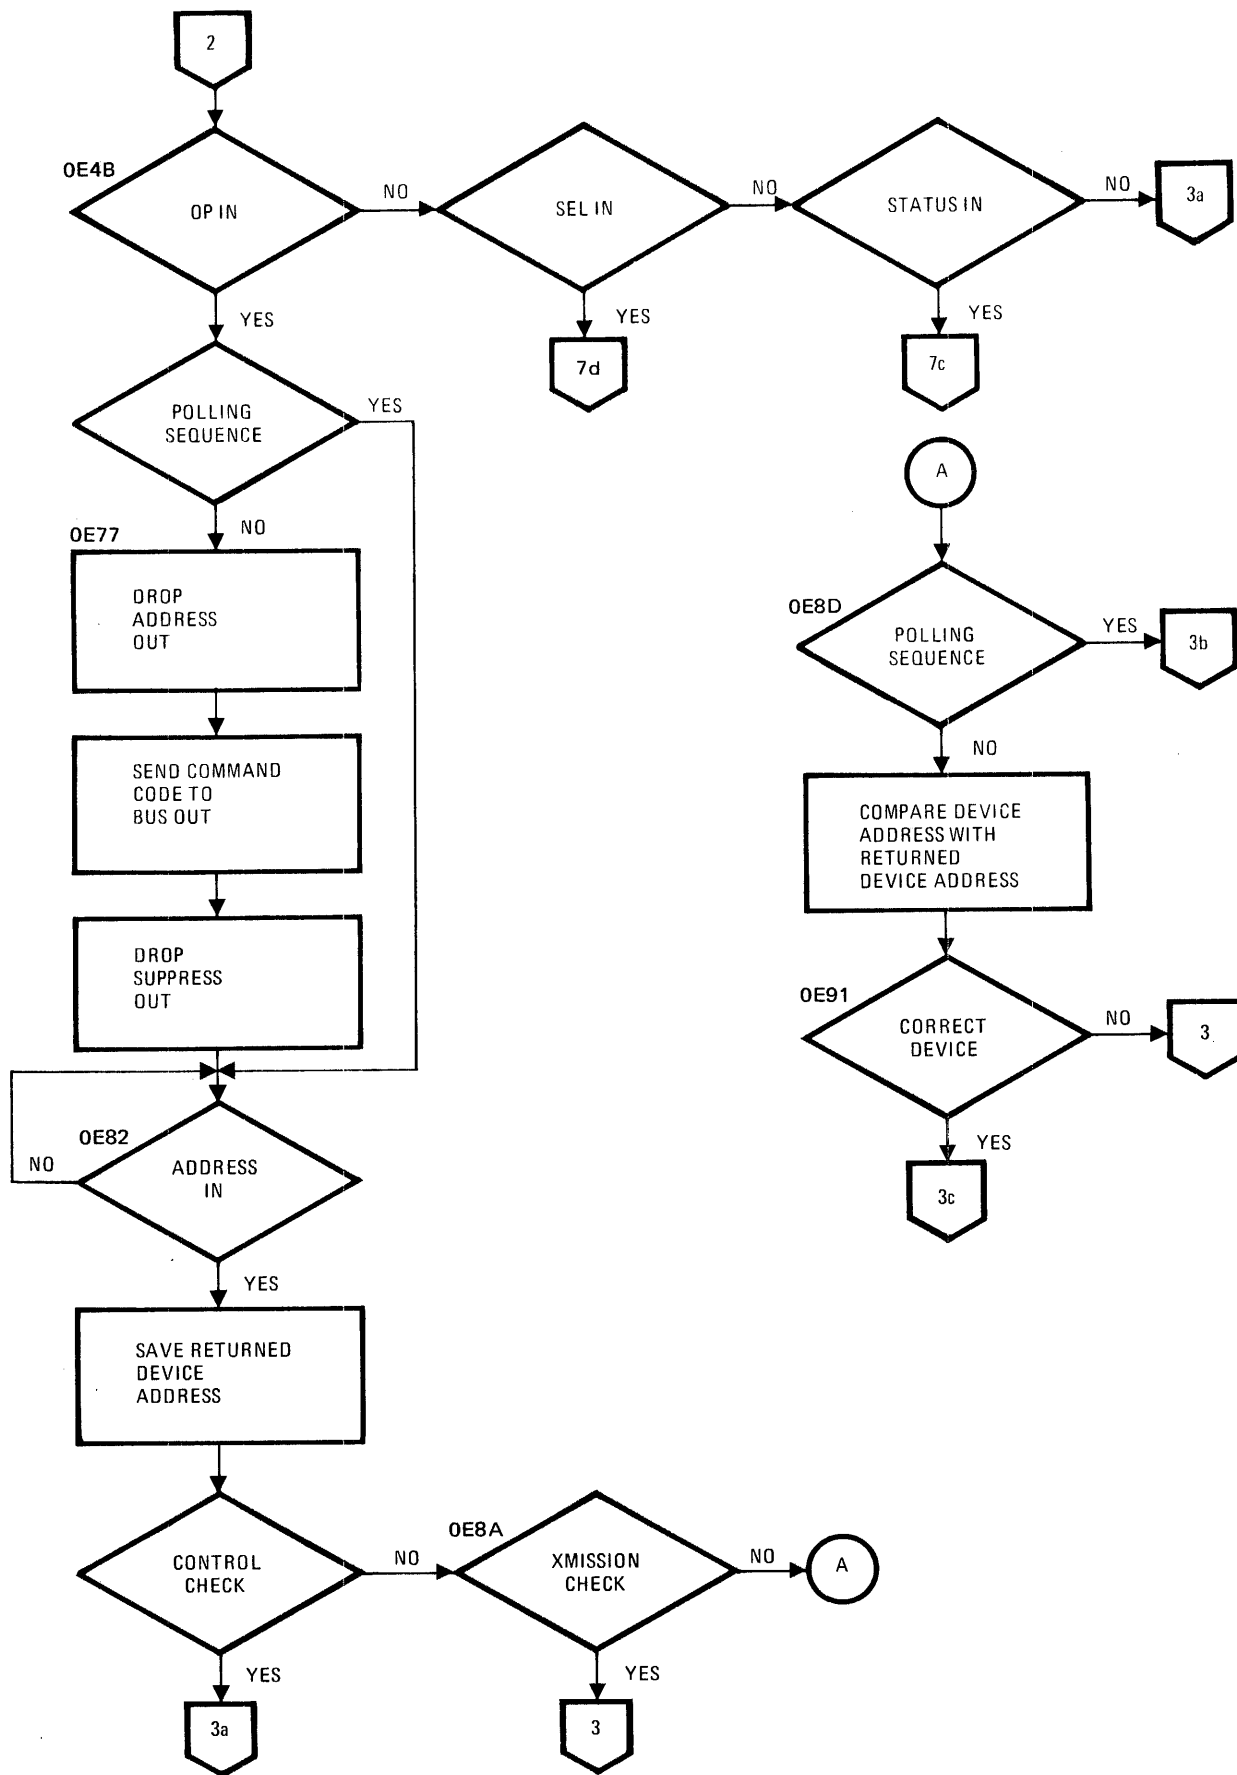 2
0E4B
OP IN
NO
SEL IN
NO
STATUS IN
NO
3a
YES
YES
7d
YES
7c
POLLING
SEQUENCE
YES
NO
0E77
DROP
ADDRESS
OUT
SEND COMMAND
CODE TO
BUS OUT
DROP
SUPPRESS
OUT
0E82
NO
ADDRESS
IN
YES
SAVE RETURNED
DEVICE
ADDRESS
CONTROL
CHECK
NO
0E8A
XMISSION
CHECK
NO
A
YES
3a
YES
3
A
0E8D
POLLING
SEQUENCE
YES
3b
NO
COMPARE DEVICE
ADDRESS WITH
RETURNED
DEVICE ADDRESS
0E91
CORRECT
DEVICE
NO
3
YES
3c